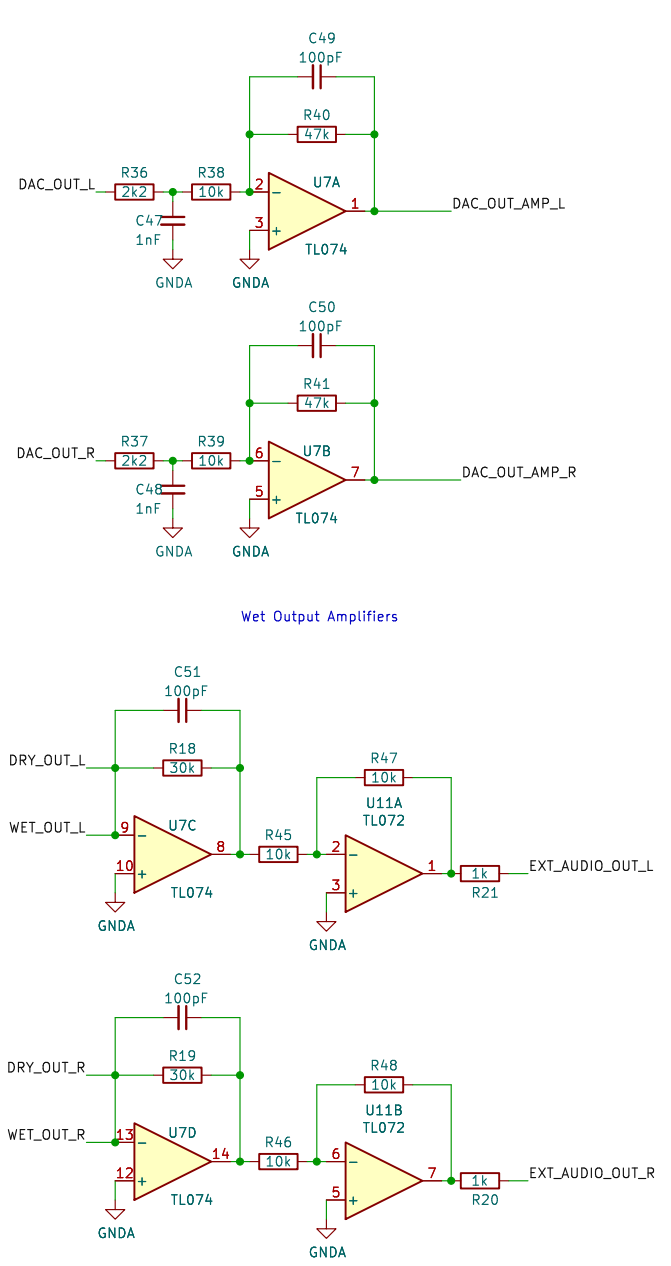 C49
100pF
R40
47k
R36
2k2
R38
10k
U7A
DAC_OUT_L
2
−
1
DAC_OUT_AMP_L
C47
1nF
3
+
TL074
GNDA
GNDA
C50
100pF
R41
47k
R37
2k2
R39
10k
U7B
DAC_OUT_R
6
−
7
DAC_OUT_AMP_R
C48
1nF
5
+
TL074
GNDA
GNDA
Wet Output Amplifiers
C51
100pF
DRY_OUT_L
R18
30k
R47
10k
U11A
TL072
WET_OUT_L
9
−
U7C
8
R45
10k
2
−
10
+
TL074
3
+
1
1k
R21
EXT_AUDIO_OUT_L
GNDA
GNDA
C52
100pF
DRY_OUT_R
R19
30k
R48
10k
U11B
TL072
WET_OUT_R
13
−
U7D
14
R46
10k
6
−
12
+
TL074
5
+
7
1k
R20
EXT_AUDIO_OUT_R
GNDA
GNDA